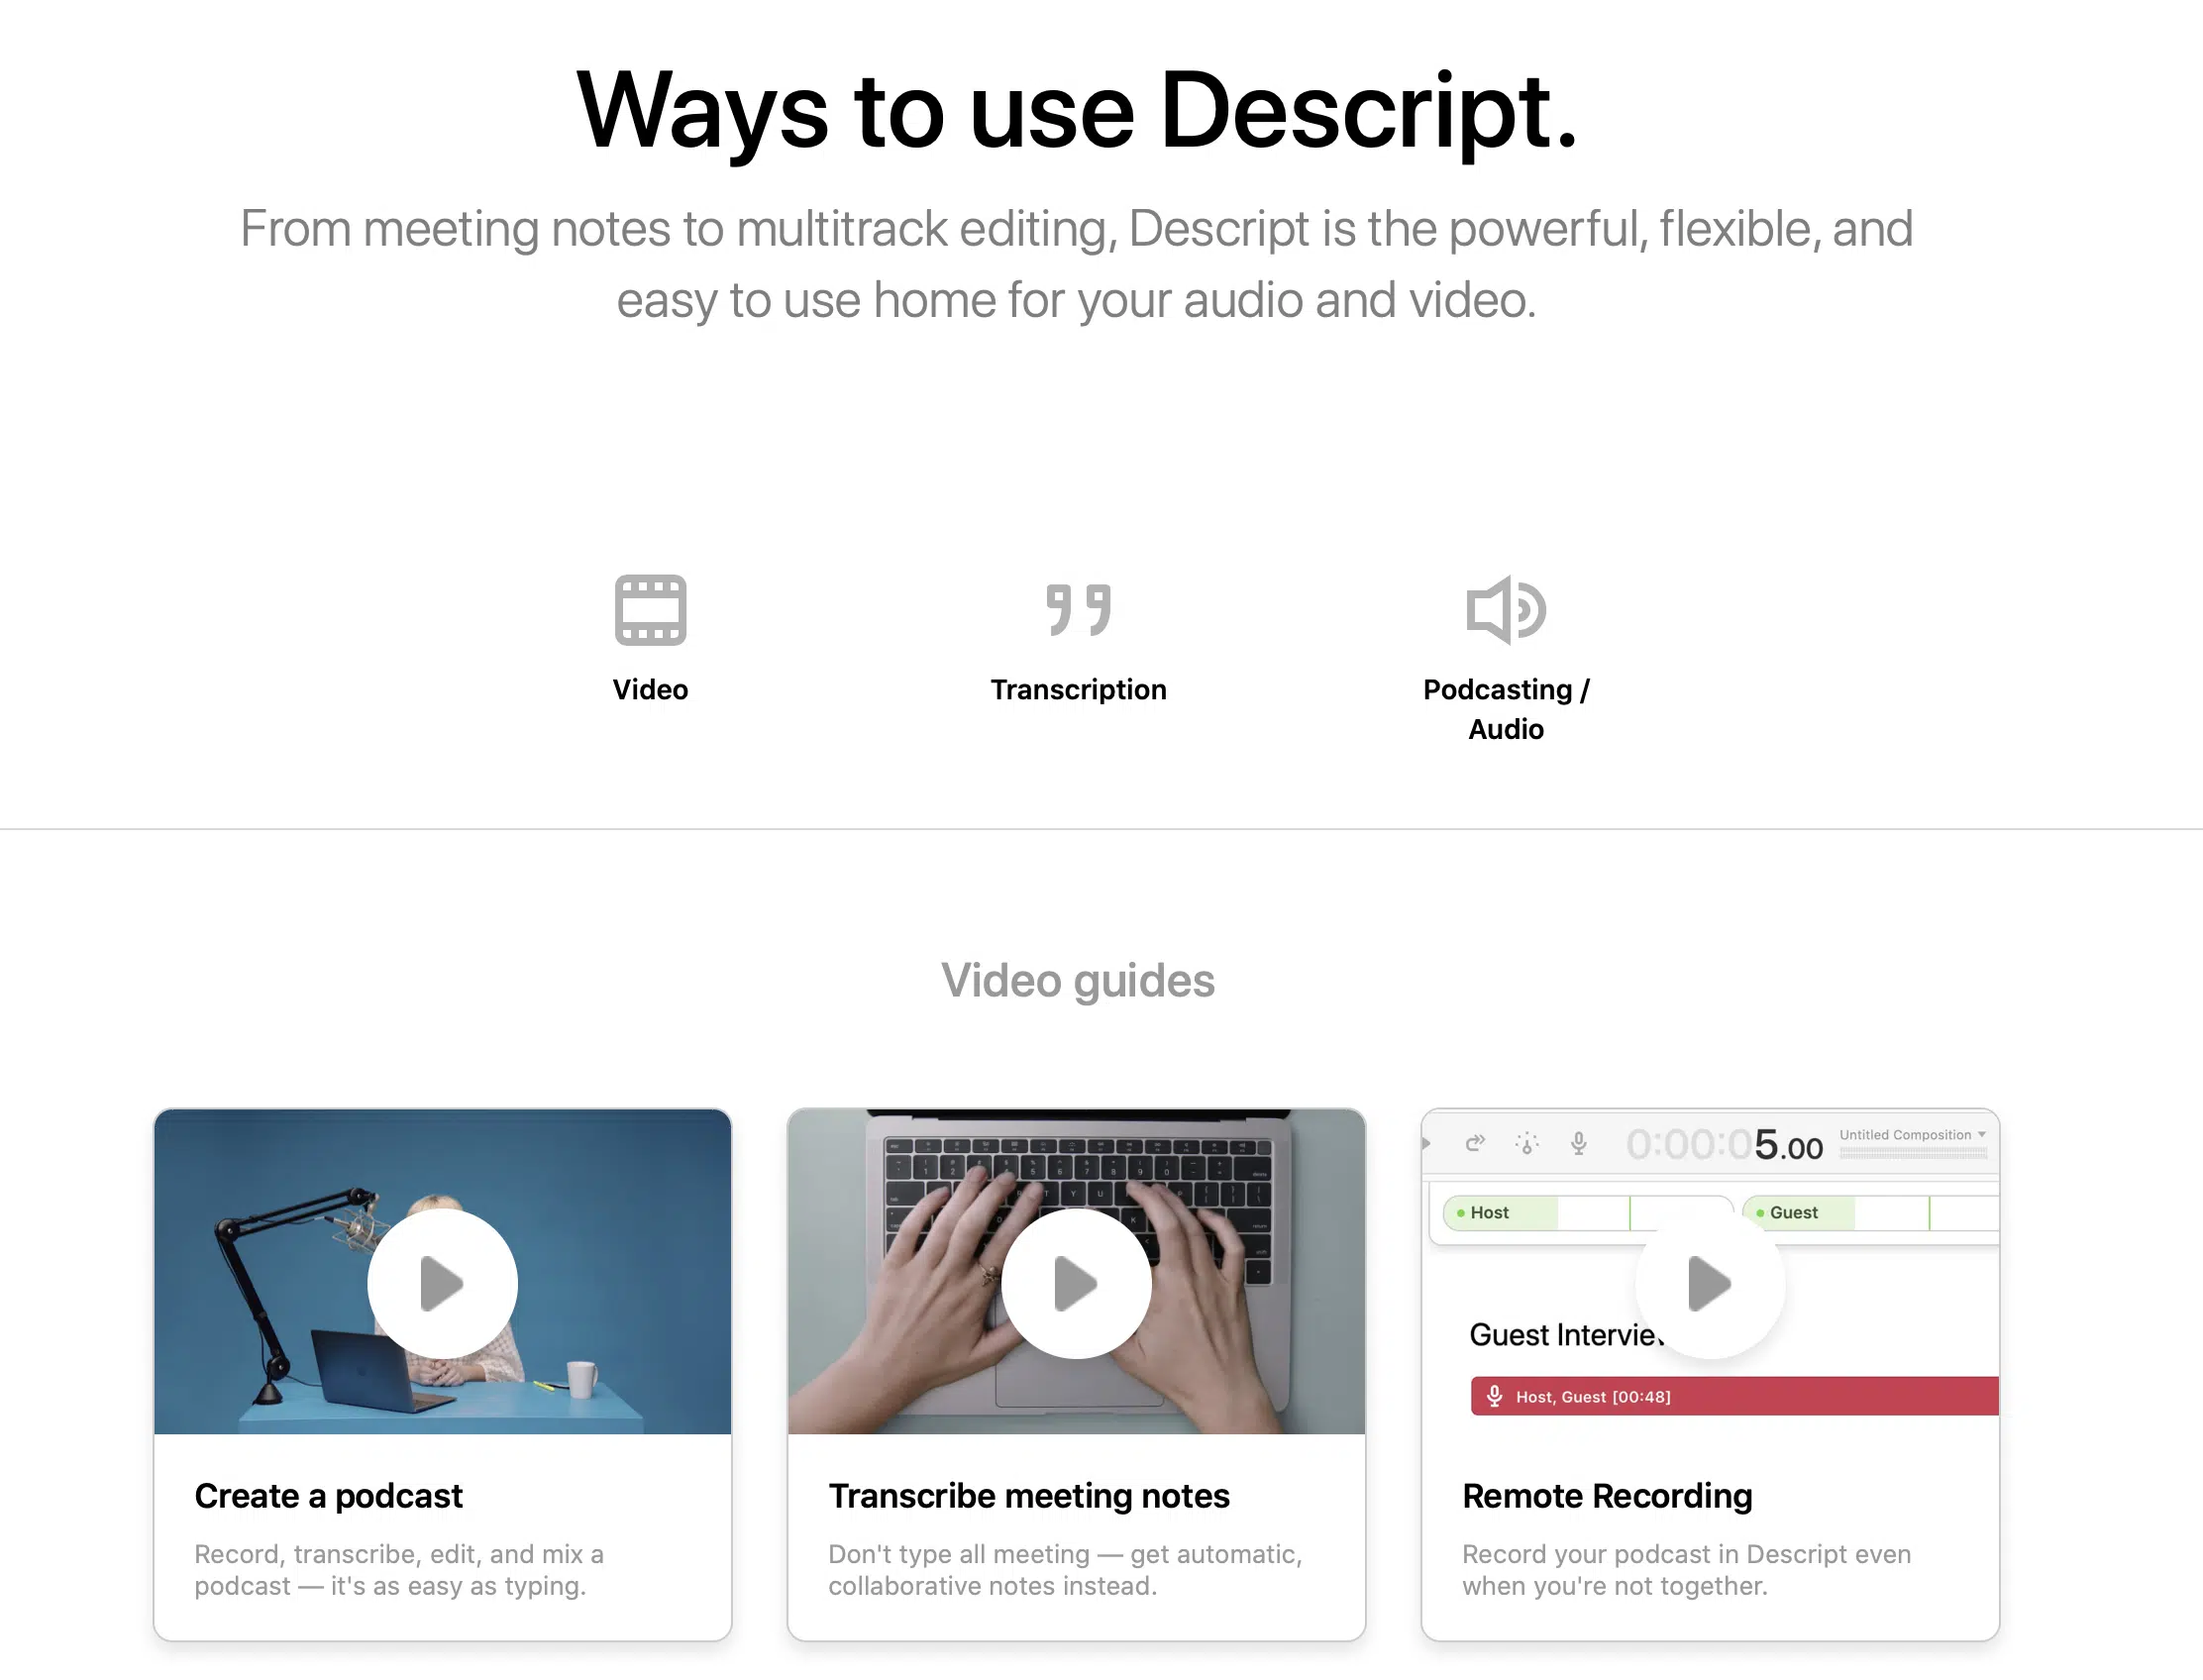 Ways to use Descript.
From meeting notes to multitrack editing, Descript is the powerful, flexible, and
easy to use home for your audio and video.
Video
Transcription
Podcasting /
Audio
Video guides
Create a podcast
Record, transcribe, edit, and mix a
podcast — it's as easy as typing.
Transcribe meeting notes
Don't type all meeting — get automatic,
collaborative notes instead.
0:00:05.00
Untitled Composition
Host
Guest
Guest
Host, Guest [00:48]
Remote Recording
Record your podcast in Descript even
when you're not together.